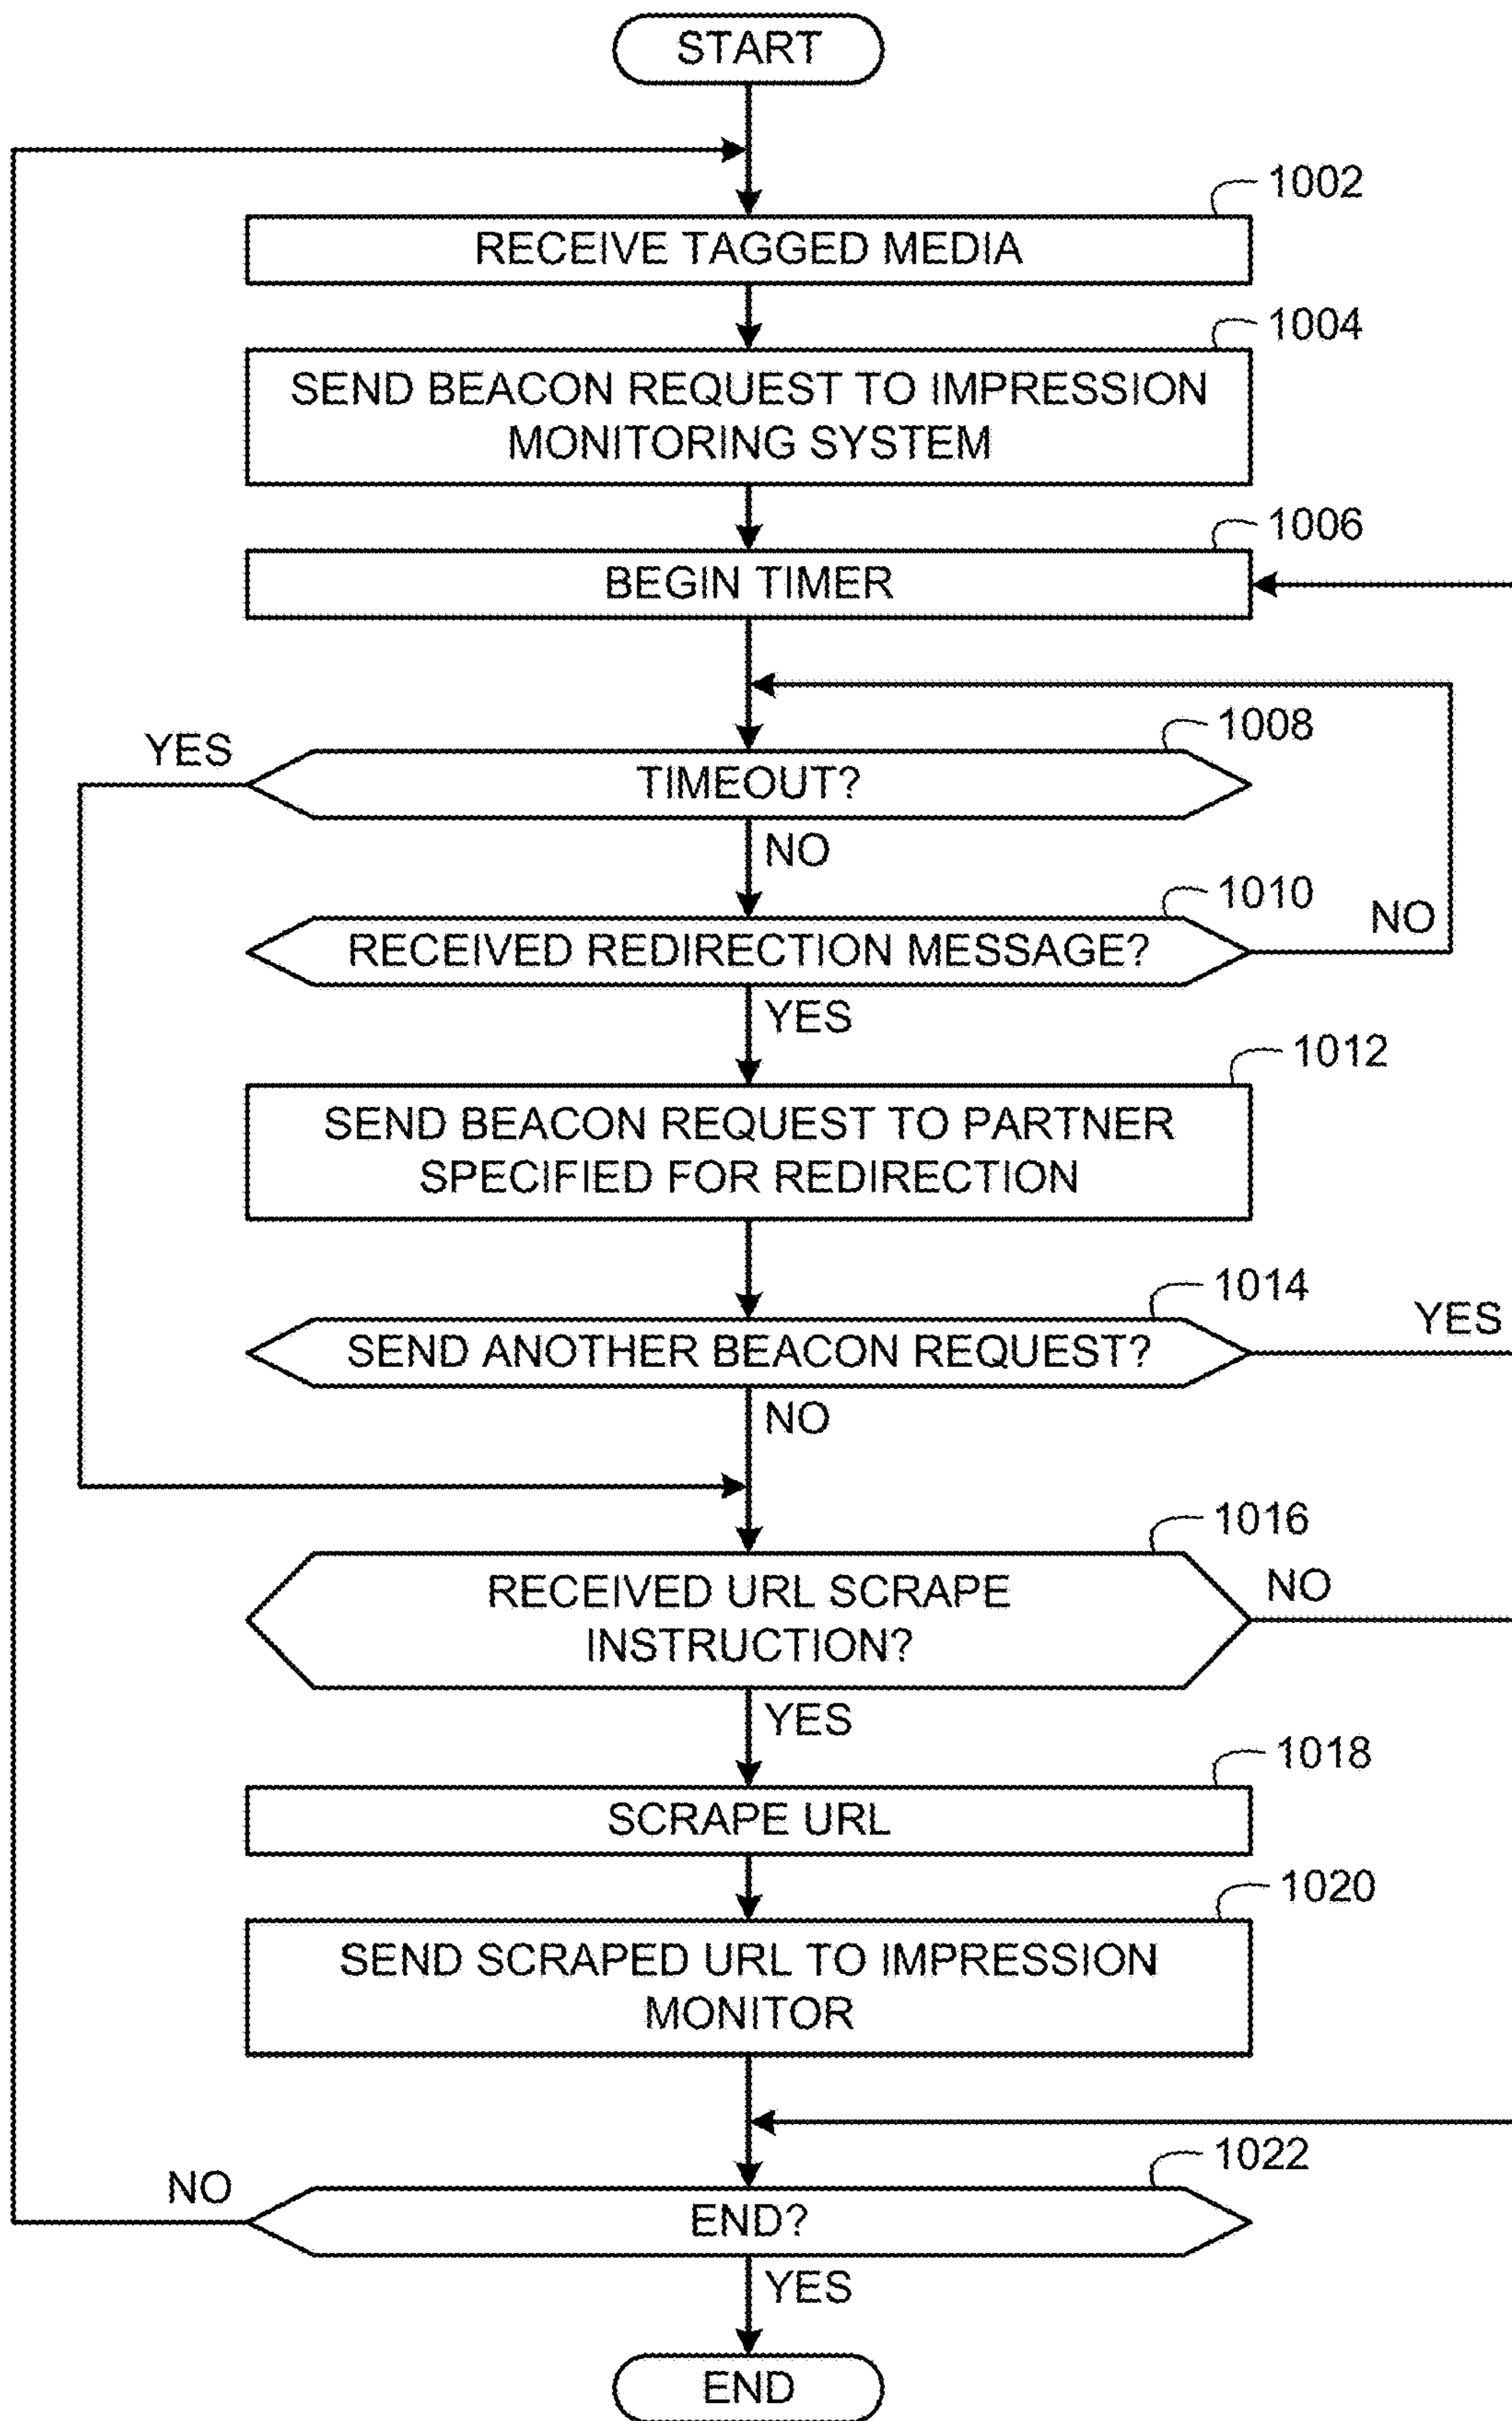 START
1002
RECEIVE TAGGED MEDIA
1004
SEND BEACON REQUEST TO IMPRESSION
MONITORING SYSTEM
1006
BEGIN TIMER
1008
YES
TIMEOUT?
NO
1010
NO
RECEIVED REDIRECTION MESSAGE?
YES
1012
SEND BEACON REQUEST TO PARTNER
SPECIFIED FOR REDIRECTION
1014
YES
SEND ANOTHER BEACON REQUEST?
NO
1016
NO
RECEIVED URL SCRAPE
INSTRUCTION?
YES
1018
SCRAPE URL
1020
SEND SCRAPED URL TO IMPRESSION
MONITOR
1022
NO
END?
YES
END